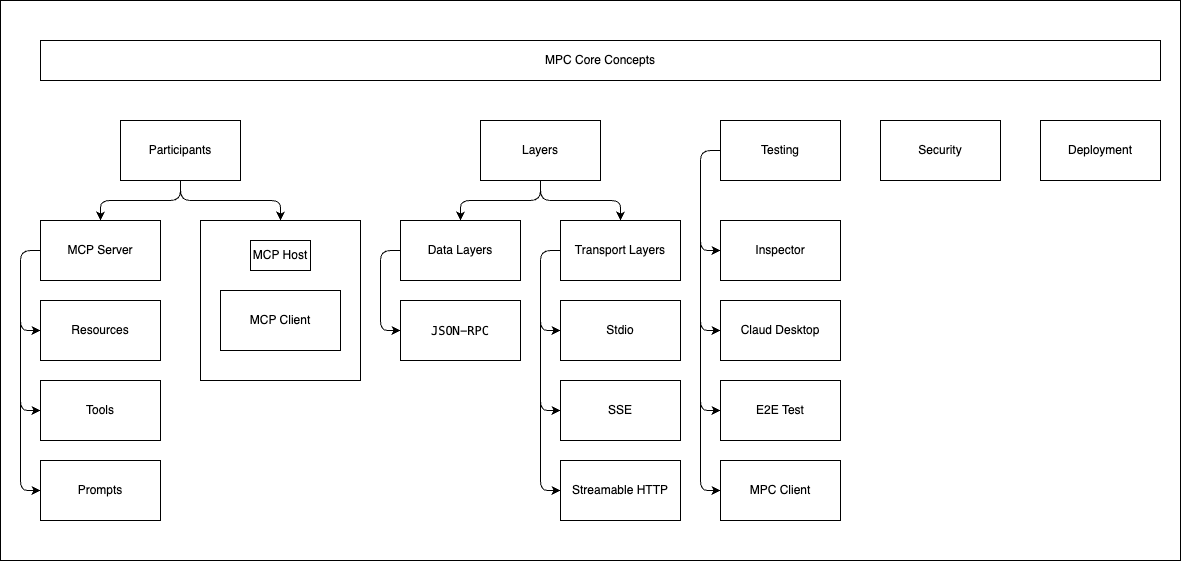 MPC Core Concepts
Participants
Layers
Testing
Security
Deployment
MCP Server
MCP Host
Data Layers
Transport Layers
Inspector
Resources
MCP Client
JSON-RPC
Stdio
Claud Desktop
Tools
SSE
E2E Test
Prompts
Streamable HTTP
MPC Client